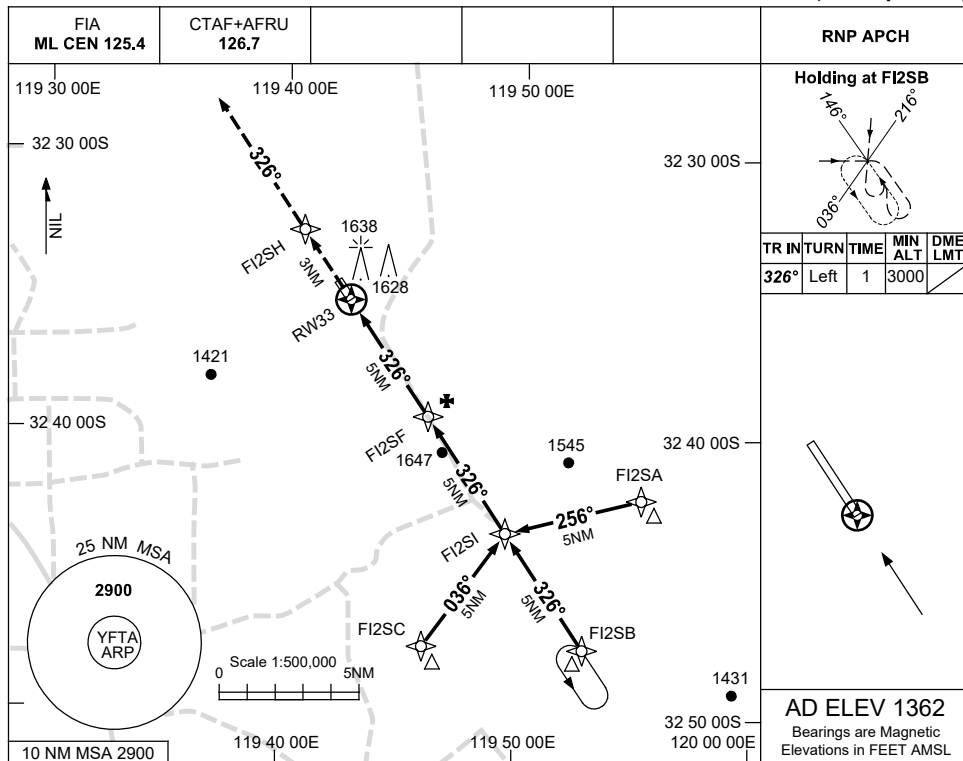 FIA
ML CEN 125.4
CTAF+AFRU
126.7
RNP APCH
119 30 00E
119 40 00E
119 50 00E
Holding at FI2SB
146°
216°
036°
TR IN TURN TIME MIN ALT DME LMT
326° Left 1 3000
32 30 00S
32 30 00S
NIL
326°
FI2SH
3NM
1638
1628
RW33
1421
326°
5NM
32 40 00S
32 40 00S
FI2SF
1647
1545
326°
5NM
FI2SA
256°
5NM
FI2SI
036°
5NM
326°
5NM
FI2SC
FI2SB
25 NM MSA
2900
YFTA
ARP
Scale 1:500,000
0 5NM
1431
32 50 00S
10 NM MSA 2900
119 40 00E
119 50 00E
120 00 00E
AD ELEV 1362
Bearings are Magnetic
Elevations in FEET AMSL